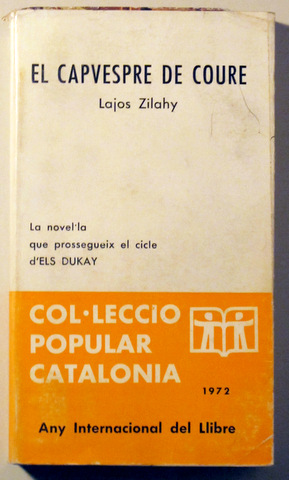 EL CAPVESPRE DE COURE
Lajos Zilahy
La novel·la
que prossegueix el cicle
d'ELS DUKAY
COL·LECCIO
POPULAR
CATALONIA
1972
Any Internacional del Llibre